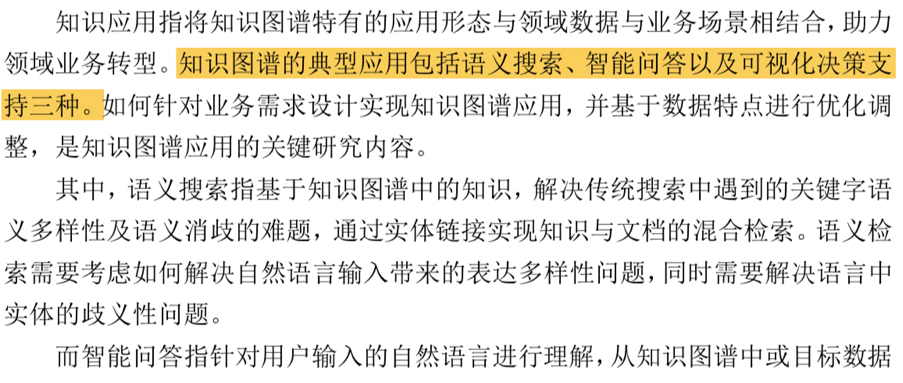 知识应用指将知识图谱特有的应用形态与领域数据与业务场景相结合，助力
领域业务转型。知识图谱的典型应用包括语义搜索、智能问答以及可视化决策支
持三种。如何针对业务需求设计实现知识图谱应用，并基于数据特点进行优化调
整，是知识图谱应用的关键研究内容。
其中，语义搜索指基于知识图谱中的知识，解决传统搜索中遇到的关键字语
义多样性及语义消歧的难题，通过实体链接实现知识与文档的混合检索。语义检
索需要考虑如何解决自然语言输入带来的表达多样性问题，同时需要解决语言中
实体的歧义性问题。
而智能问答指针对用户输入的自然语言进行理解，从知识图谱中或目标数据